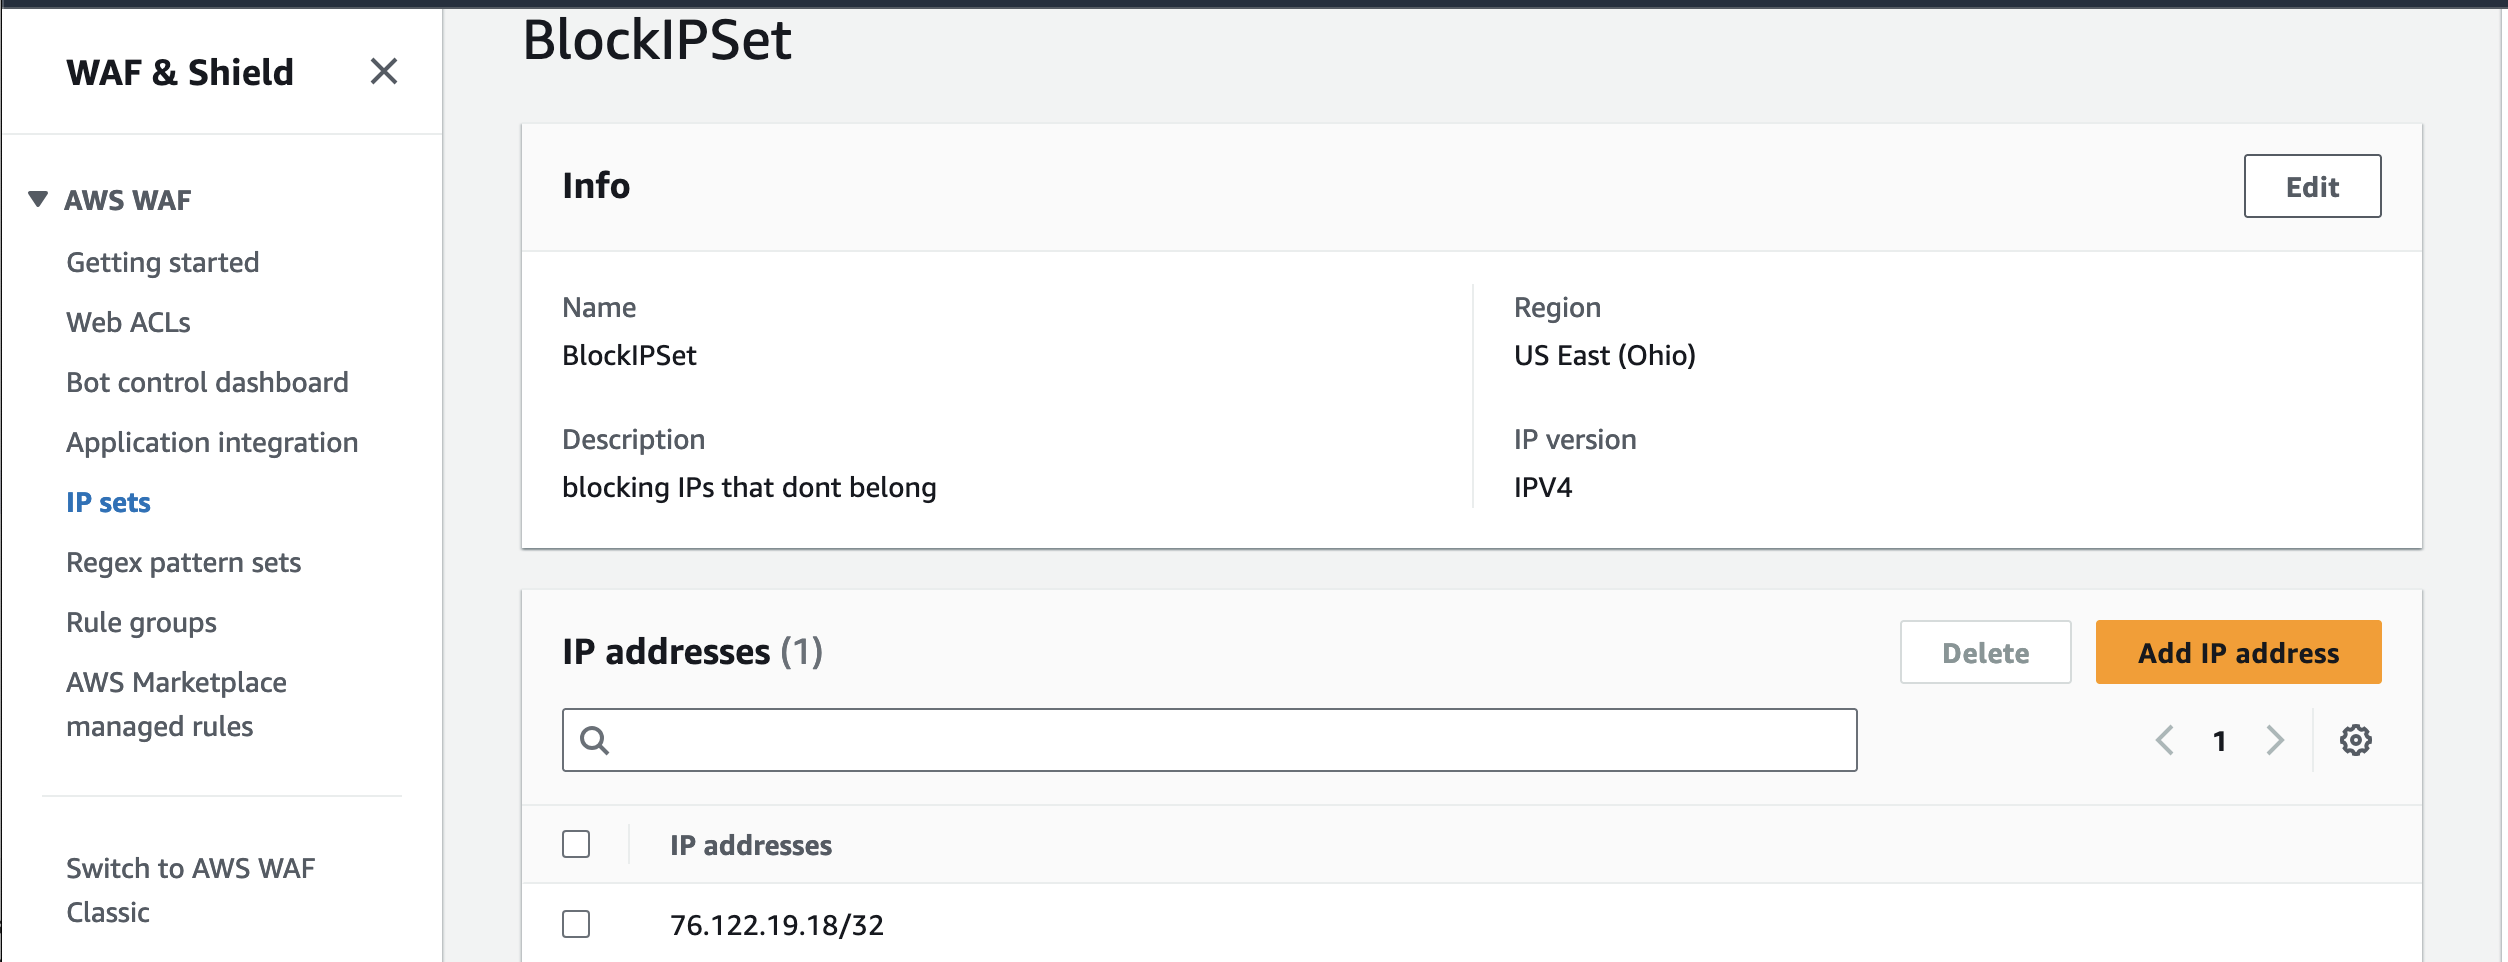 BlockIPSet
WAF & Shield
AWS WAF
Getting started
Web ACLs
Bot control dashboard
Application integration
IP sets
Regex pattern sets
Rule groups
AWS Marketplace
managed rules
Switch to AWS WAF
Classic
Info
Edit
Name
BlockIPSet
Region
US East (Ohio)
Description
blocking IPs that dont belong
IP version
IPV4
IP addresses (1)
Delete
Add IP address
1
IP addresses
76.122.19.18/32